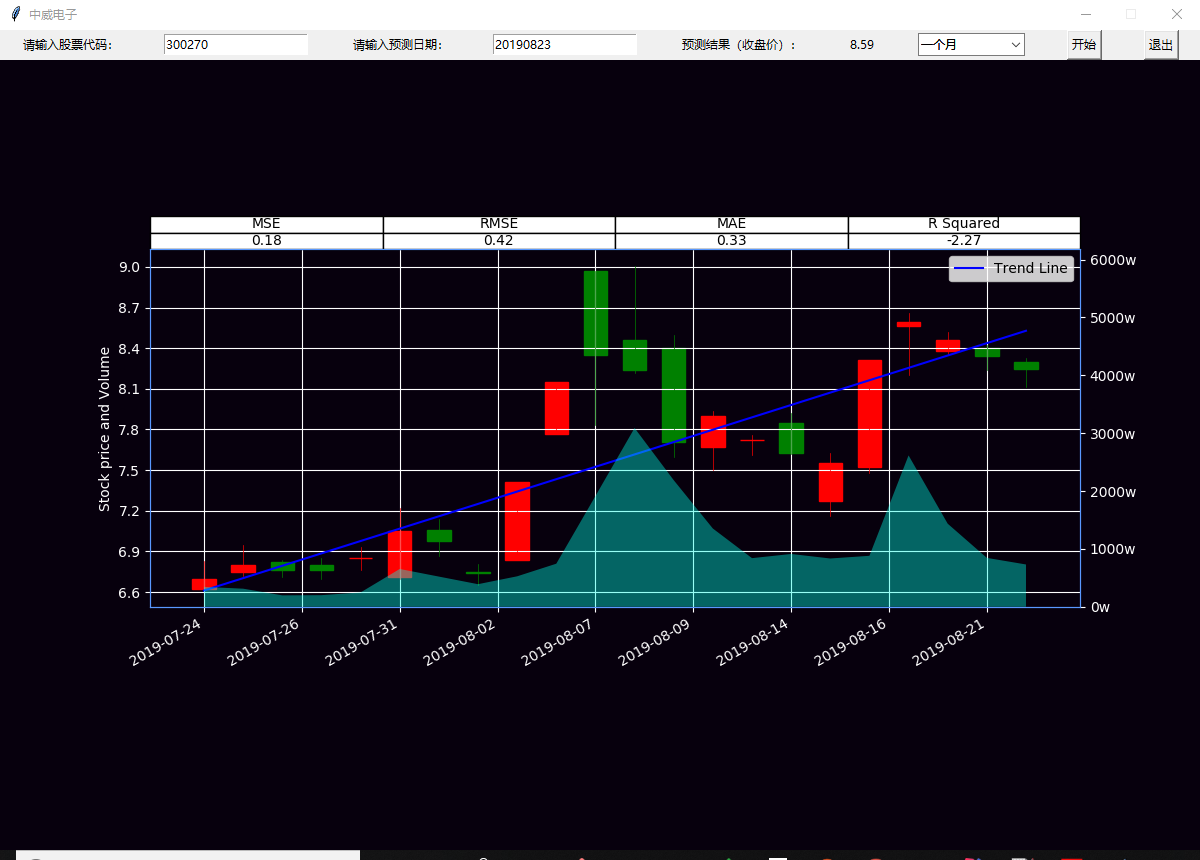 中威电子
请输入股票代码: 300270 请输入预测日期: 20190823 预测结果（收盘价）: 8.59 一个月 开始 退出
MSE RMSE MAE R Squared
0.18 0.42 0.33 -2.27
Trend Line
Stock price and Volume
9.0
8.7
8.4
8.1
7.8
7.5
7.2
6.9
6.6
6000w
5000w
4000w
3000w
2000w
1000w
0w
2019-07-24 2019-07-26 2019-07-31 2019-08-02 2019-08-07 2019-08-09 2019-08-14 2019-08-16 2019-08-21